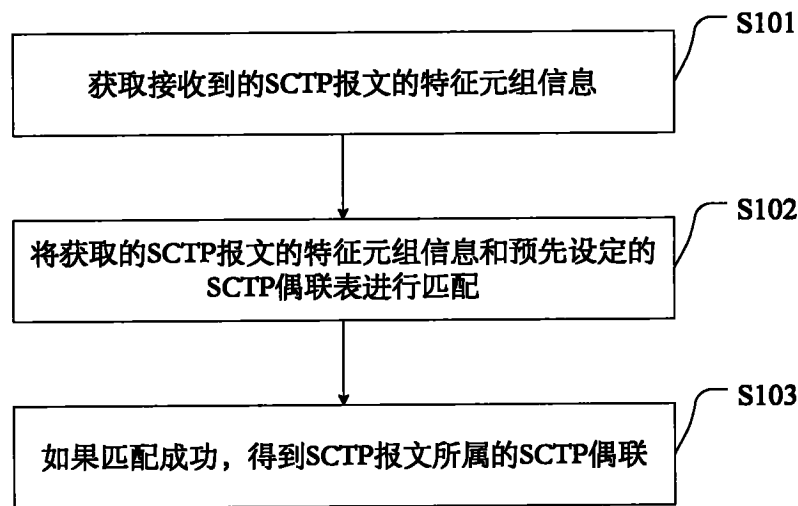 S101
获取接收到的SCTP报文的特征元组信息
S102
将获取的SCTP报文的特征元组信息和预先设定的
SCTP偶联表进行匹配
S103
如果匹配成功，得到SCTP报文所属的SCTP偶联